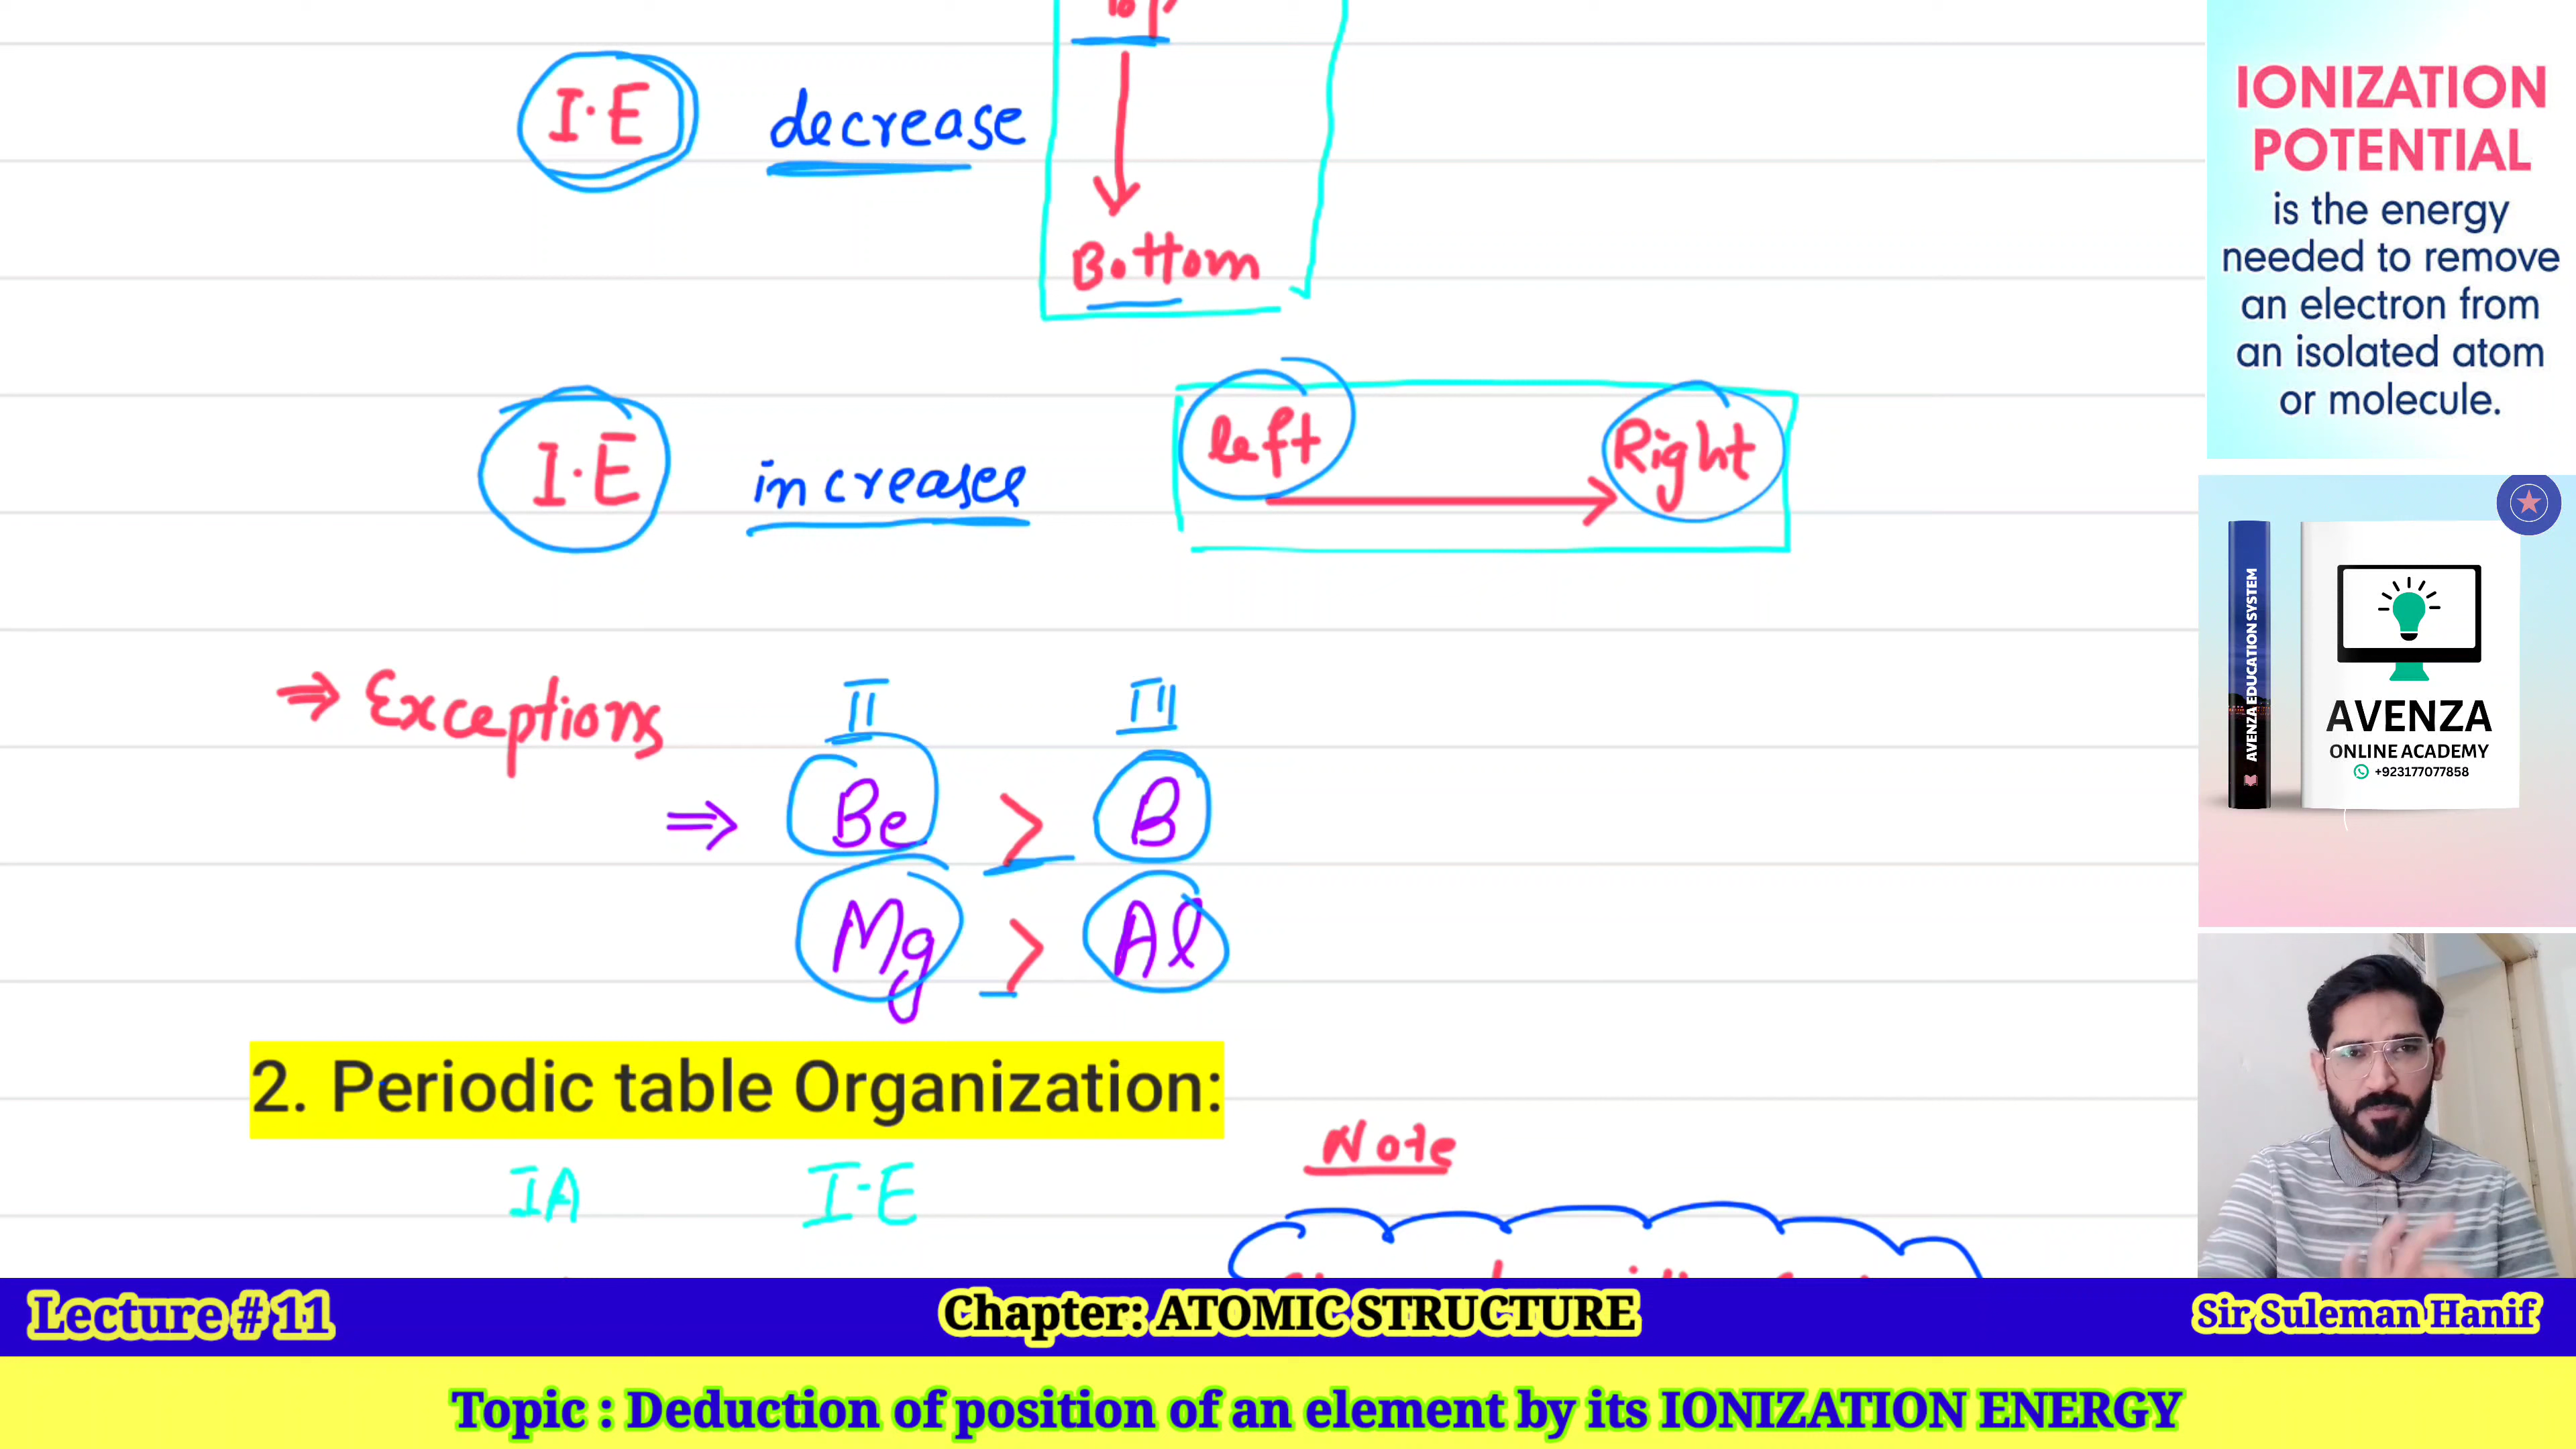 I.E decrease
Bottom
I.E increases left Right
⇒ Exceptions
II III
⇒ Be > B
Mg > Al
2. Periodic table Organization:
IA I-E
Note
IONIZATION
POTENTIAL
is the energy
needed to remove
an electron from
an isolated atom
or molecule.
AVENZA EDUCATION SYSTEM
AVENZA
ONLINE ACADEMY
+923177077858
Lecture # 11
Chapter: ATOMIC STRUCTURE
Sir Suleman Hanif
Topic : Deduction of position of an element by its IONIZATION ENERGY